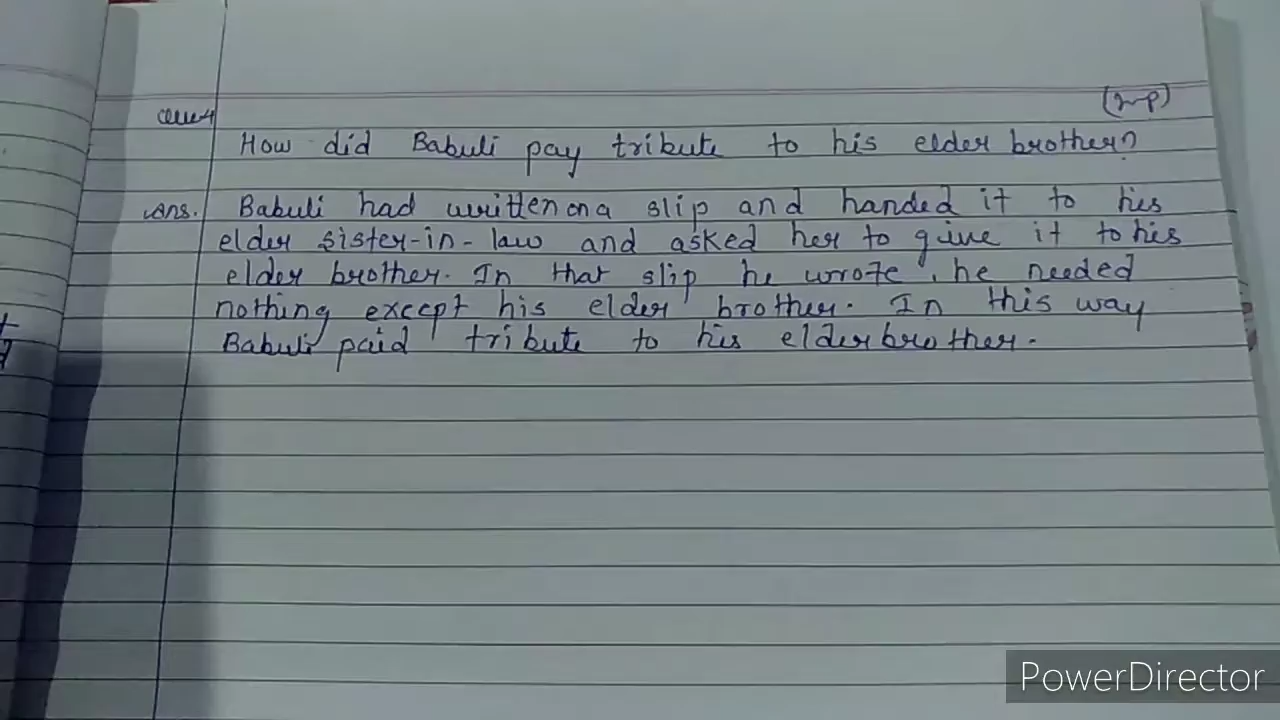 (imp)
How did Babuli pay tribute to his elder brother?
Ans. Babuli had written on a slip and handed it to his
elder sister-in-law and asked her to give it to his
elder brother. In that slip he wrote, he needed
nothing except his elder brother. In this way
Babuli paid tribute to his elder brother.
PowerDirector